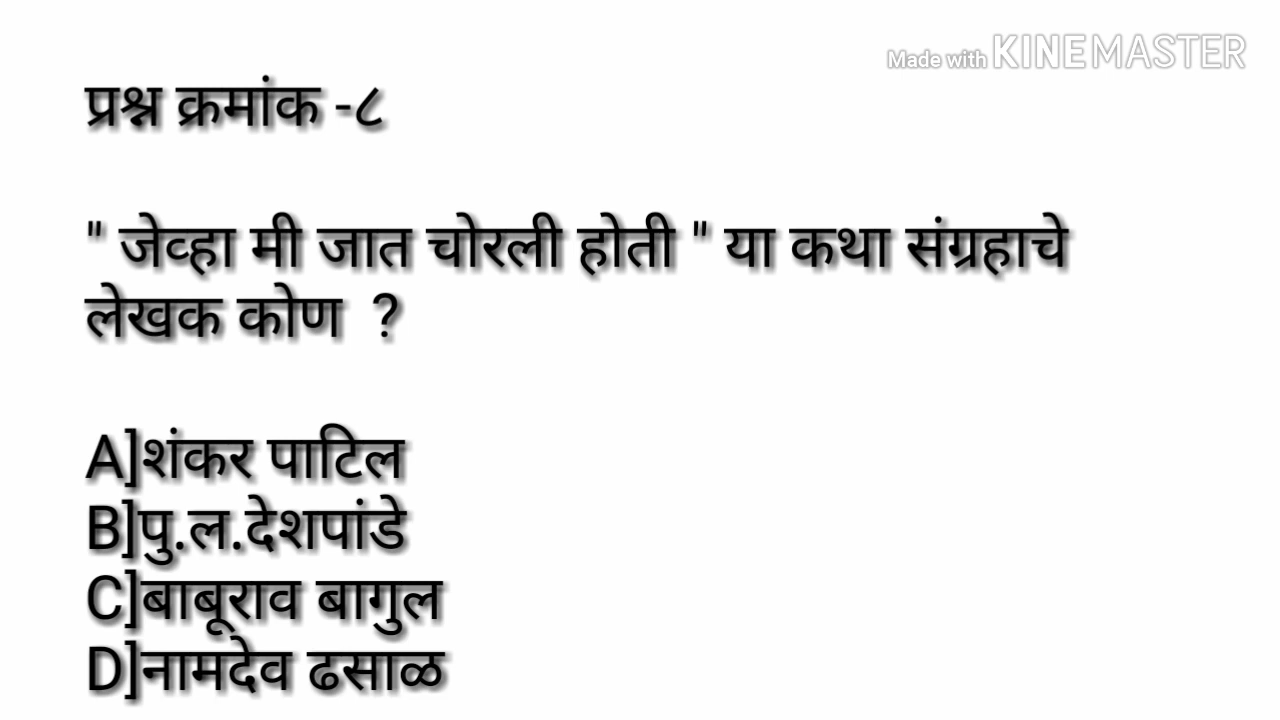 Made with KINEMASTER
प्रश्न क्रमांक -८
" जेव्हा मी जात चोरली होती " या कथा संग्रहाचे
लेखक कोण ?
A]शंकर पाटिल
B]पु.ल.देशपांडे
C]बाबूराव बागुल
D]नामदेव ढसाळ